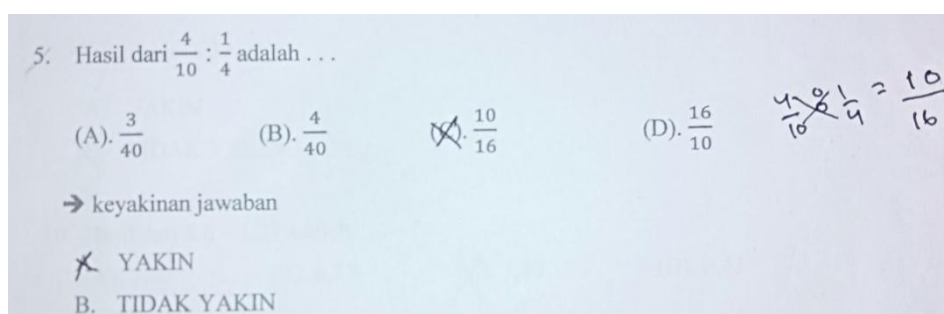 5. Hasil dari 4/10 : 1/4 adalah . . .
(A). 3/40 (B). 4/40 (C). 10/16 (D). 16/10
4/10 : 1/4 = 10/16
→ keyakinan jawaban
A. YAKIN
B. TIDAK YAKIN